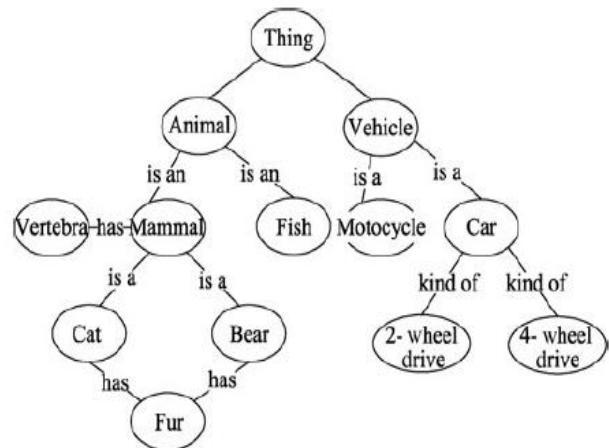 Thing
Animal
Vehicle
is an
is an
is a
is a
Vertebra
has
Mammal
Fish
Motocycle
Car
is a
is a
kind of
kind of
Cat
Bear
2- wheel
drive
4- wheel
drive
has
has
Fur